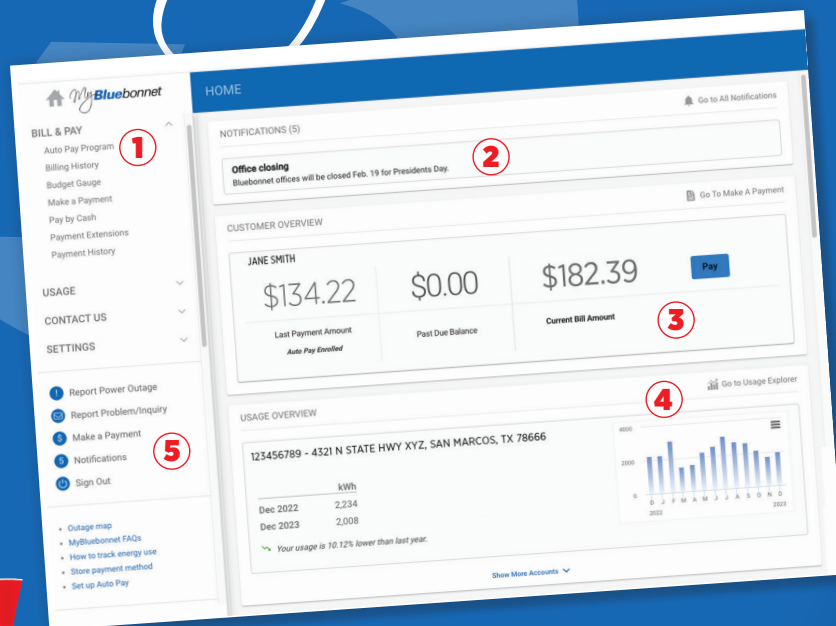 MyBluebonnet
BILL & PAY
Auto Pay Program
Billing History
Budget Gauge
Make a Payment
Pay by Cash
Payment Extensions
Payment History
1
USAGE
CONTACT US
SETTINGS
! Report Power Outage
Report Problem/Inquiry
$ Make a Payment
5 Notifications
Sign Out
5
• Outage map
• MyBluebonnet FAQs
• How to track energy use
• Store payment method
• Set up Auto Pay
HOME
NOTIFICATIONS (5)
Go to All Notifications
Office closing
Bluebonnet offices will be closed Feb. 19 for Presidents Day.
2
CUSTOMER OVERVIEW
Go To Make A Payment
JANE SMITH
$134.22 $0.00 $182.39 Pay
Last Payment Amount Past Due Balance Current Bill Amount
Auto Pay Enrolled
3
USAGE OVERVIEW
4
Go to Usage Explorer
123456789 - 4321 N STATE HWY XYZ, SAN MARCOS, TX 78666
kWh
Dec 2022 2,234
Dec 2023 2,008
Your usage is 10.12% lower than last year.
4000
2000
0
D J F M A M J J A S O N D
2022 2023
Show More Accounts